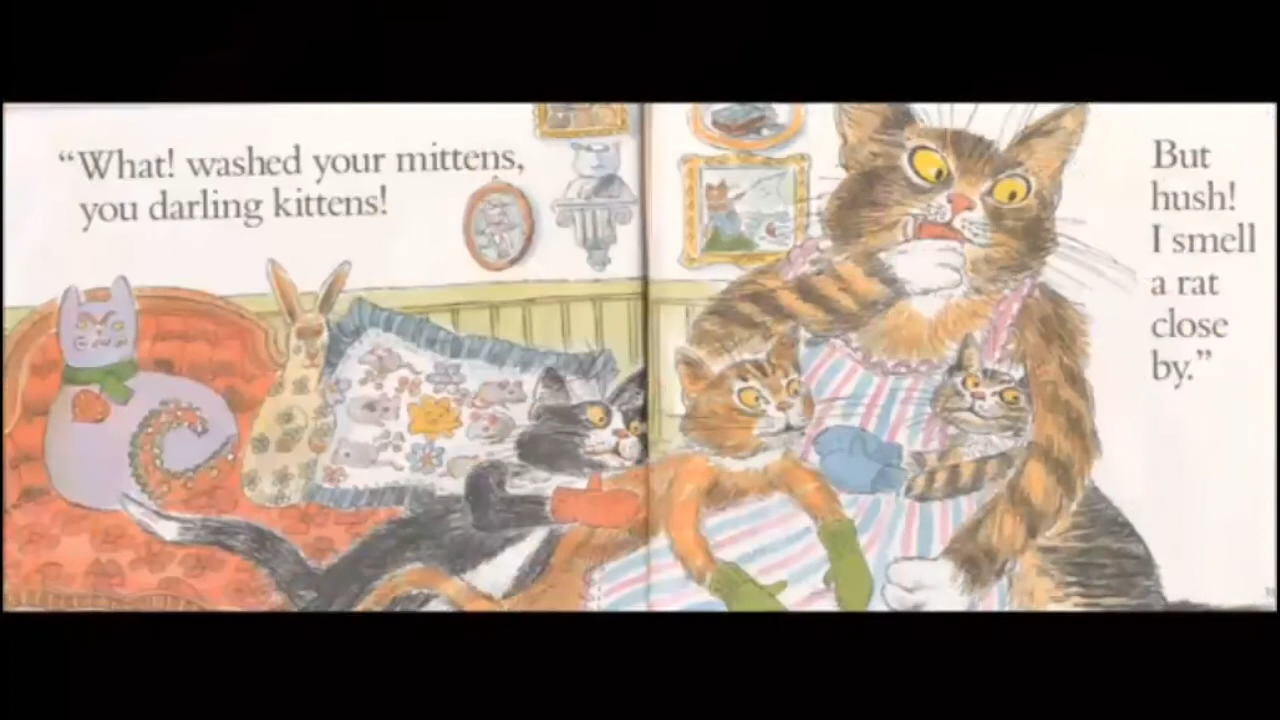 “What! washed your mittens,
you darling kittens!
But
hush!
I smell
a rat
close
by.”